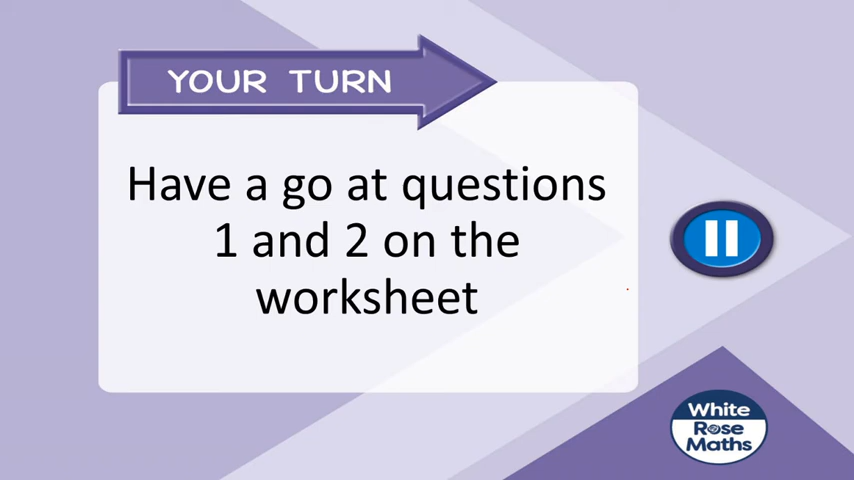 YOUR TURN
Have a go at questions
1 and 2 on the
worksheet
White
Rose
Maths